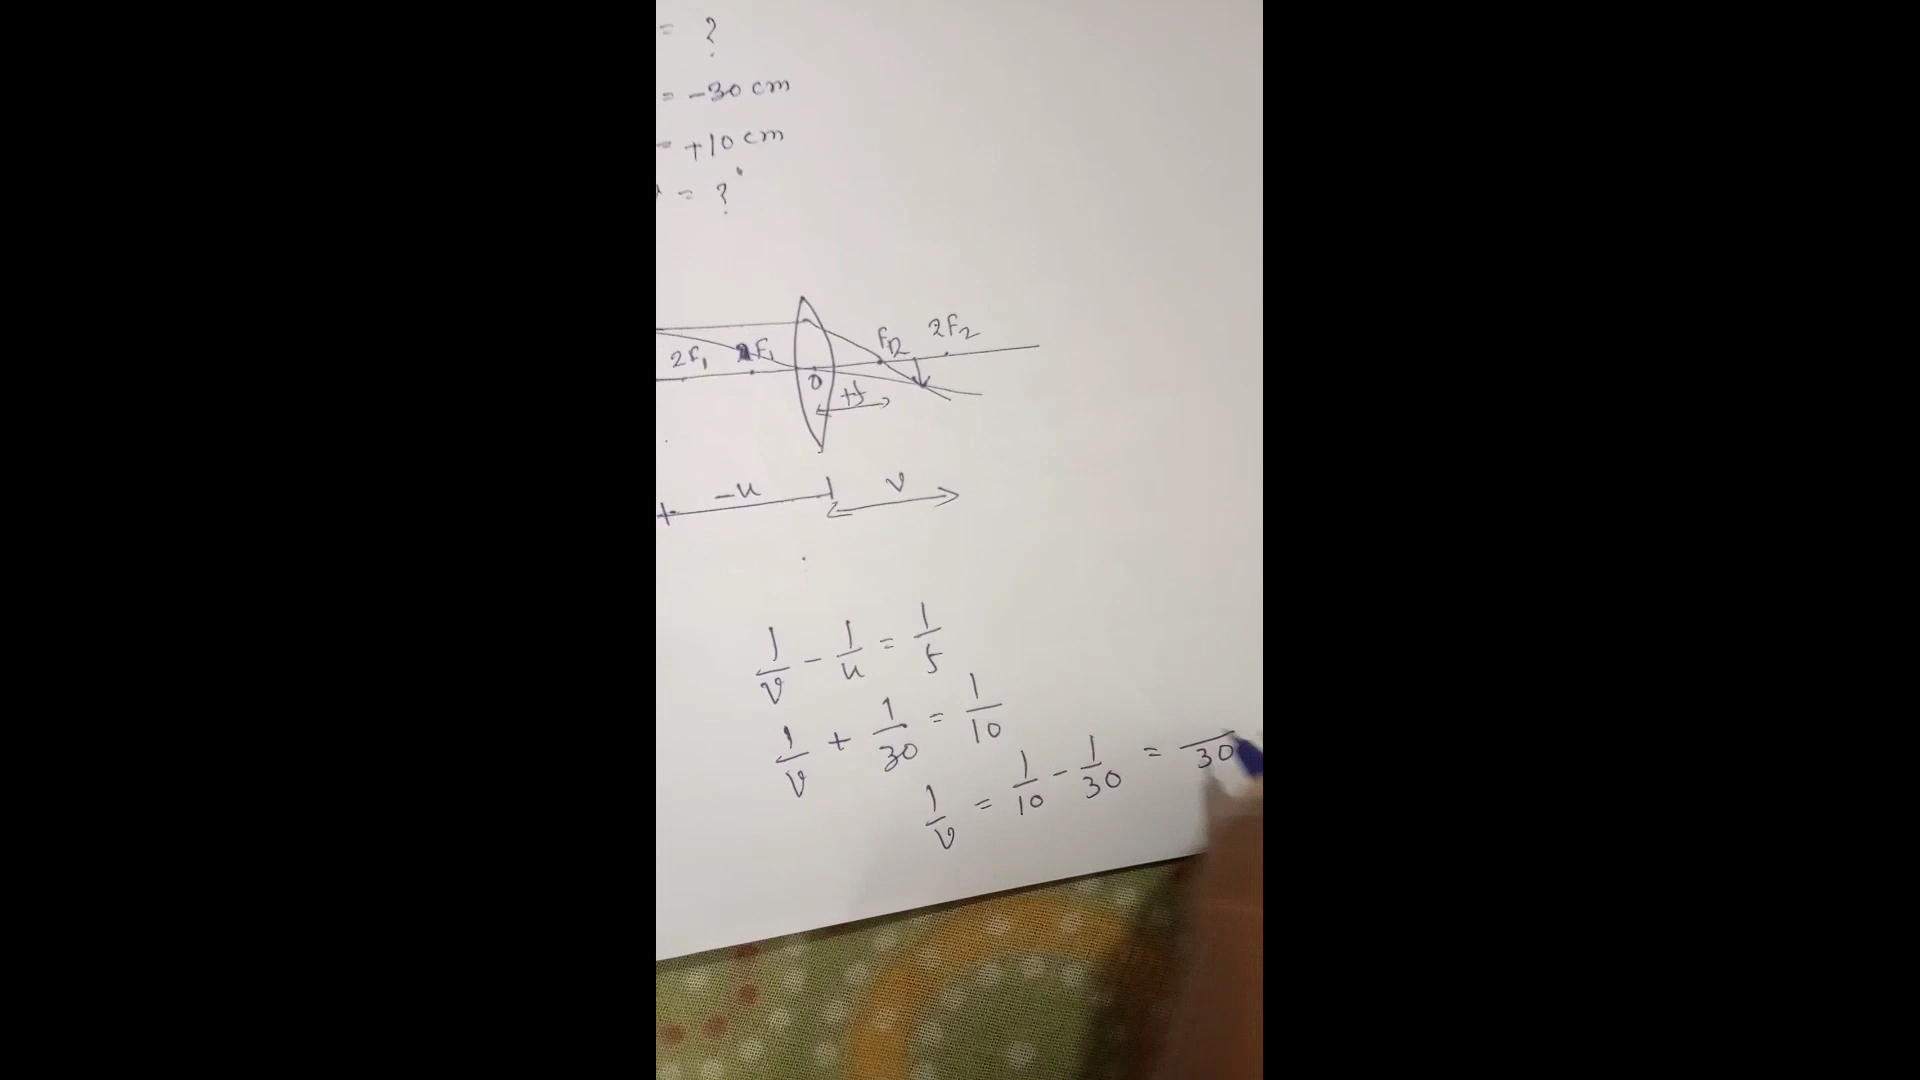 = ?
= -30 cm
= +10 cm
= ?
2F₁ F₁ O F₂ 2F₂
+f
-u v
1/v - 1/u = 1/f
1/v + 1/30 = 1/10
1/v = 1/10 - 1/30 = /30